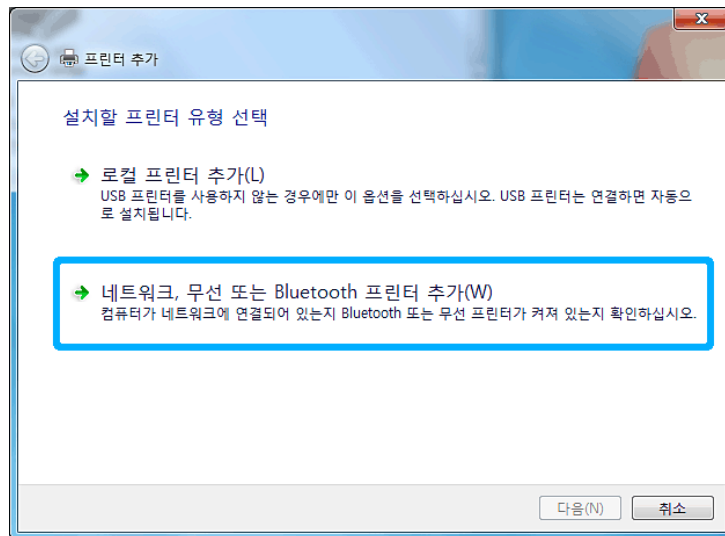 프린터 추가
설치할 프린터 유형 선택
로컬 프린터 추가(L)
USB 프린터를 사용하지 않는 경우에만 이 옵션을 선택하십시오. USB 프린터는 연결하면 자동으
로 설치됩니다.
네트워크, 무선 또는 Bluetooth 프린터 추가(W)
컴퓨터가 네트워크에 연결되어 있는지 Bluetooth 또는 무선 프린터가 켜져 있는지 확인하십시오.
다음(N) 취소